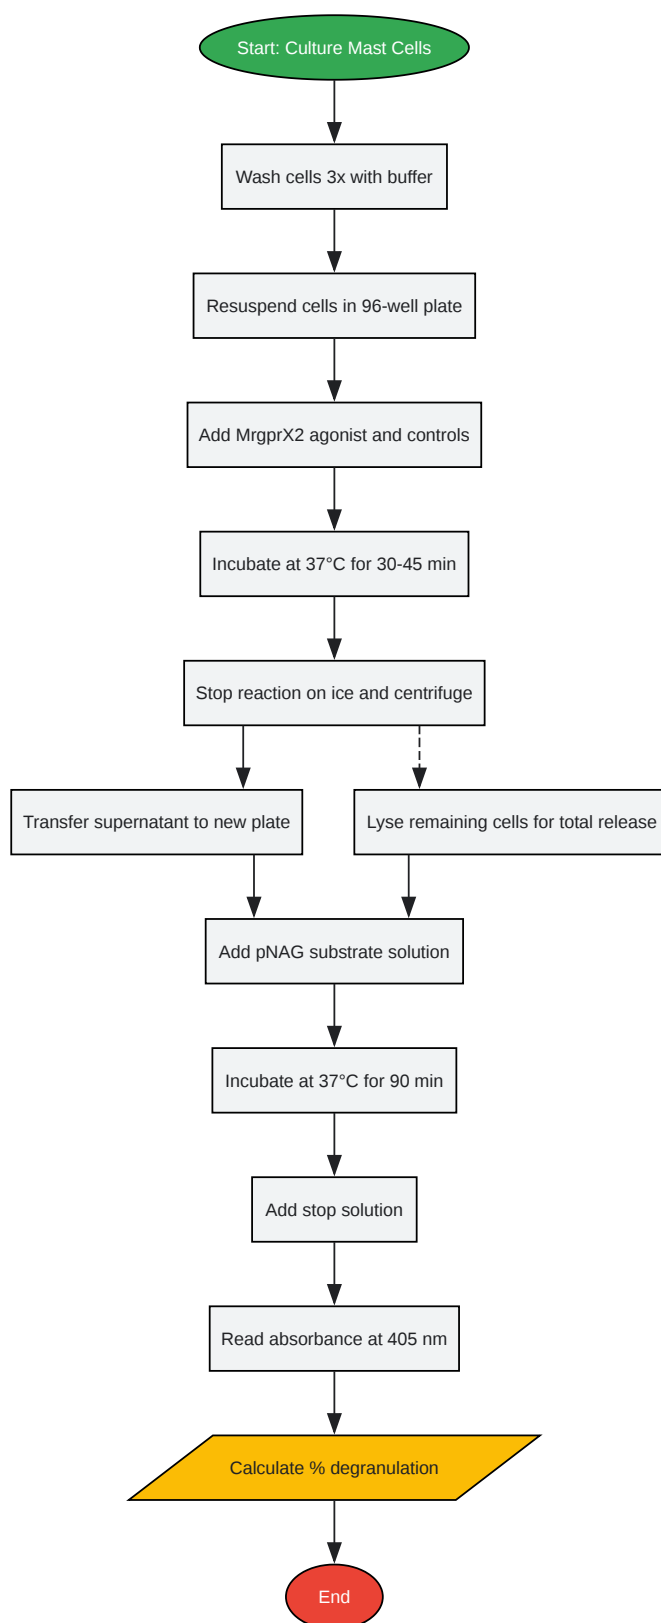 Start: Culture Mast Cells
Wash cells 3x with buffer
Resuspend cells in 96-well plate
Add MrgprX2 agonist and controls
Incubate at 37°C for 30-45 min
Stop reaction on ice and centrifuge
Transfer supernatant to new plate
Lyse remaining cells for total release
Add pNAG substrate solution
Incubate at 37°C for 90 min
Add stop solution
Read absorbance at 405 nm
Calculate % degranulation
End